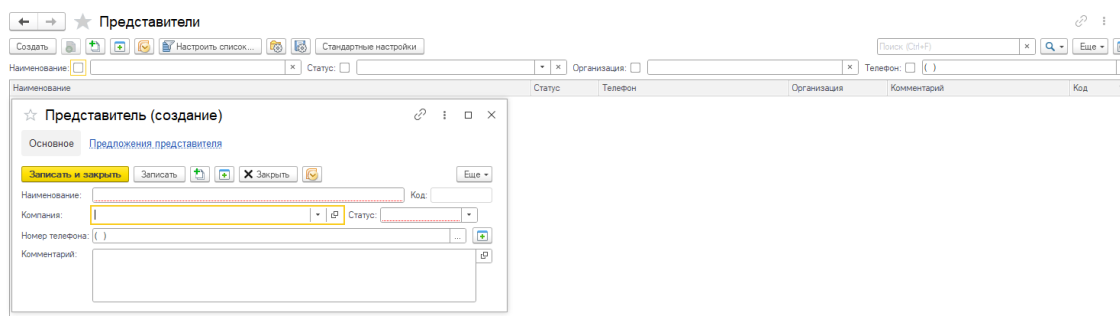 Представители
Создать Настроить список... Стандартные настройки Поиск (Ctrl+F) × Еще
Наименование: × Статус: × Организация: × Телефон: ( )
Наименование Статус Телефон Организация Комментарий Код
Представитель (создание)
Основное Предложения представителя
Записать и закрыть Записать Закрыть Еще
Наименование: Код:
Компания: Статус:
Номер телефона: ( ) ...
Комментарий: